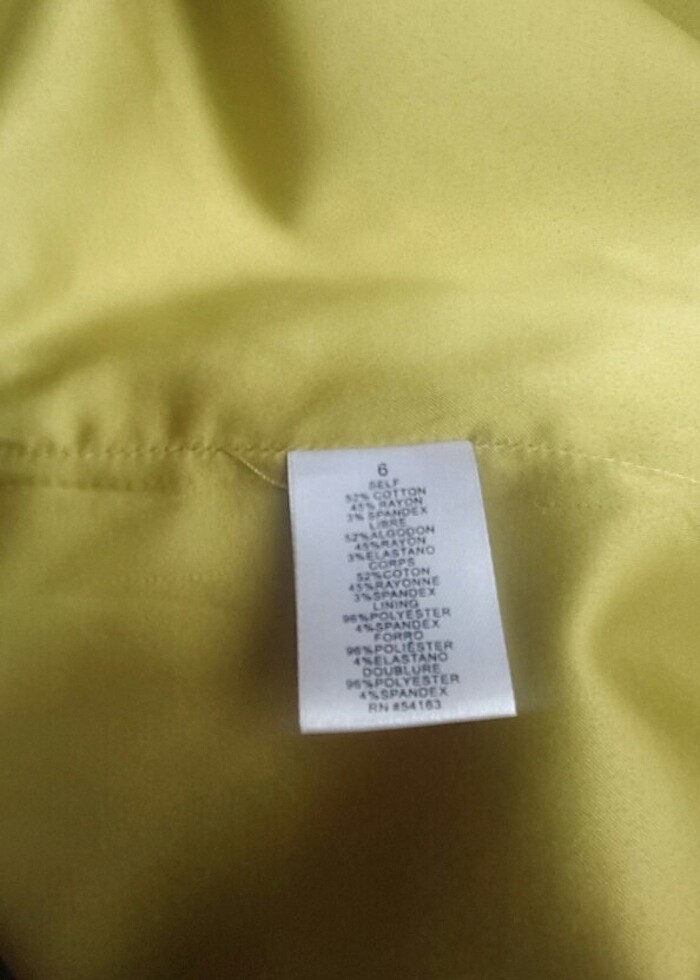 6
SELF
52% COTTON
45% RAYON
3% SPANDEX
LIBRE
52%ALGODON
45%RAYON
3%ELASTANO
CORPS
52%COTON
45%RAYONNE
3%SPANDEX
LINING
96%POLYESTER
4%SPANDEX
FORRO
96%POLIÉSTER
4%ELASTANO
DOUBLURE
96%POLYESTER
4%SPANDEX
RN #54163